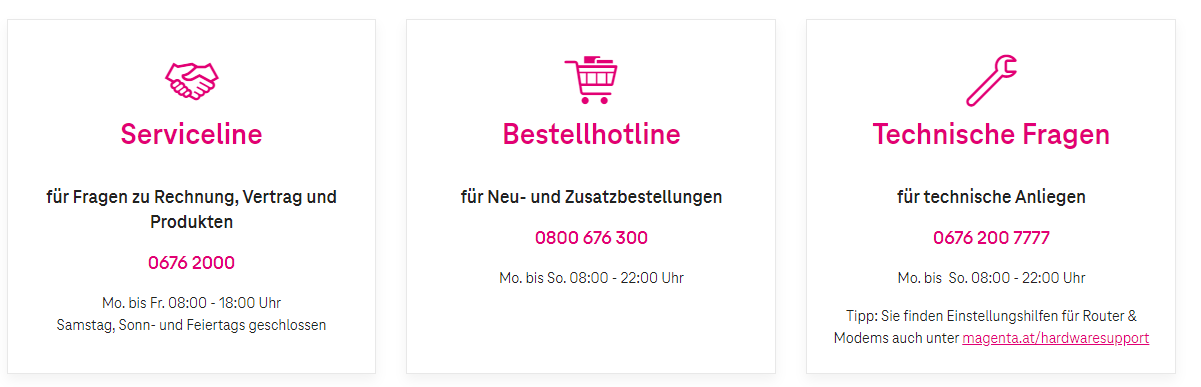 Serviceline
für Fragen zu Rechnung, Vertrag und
Produkten
0676 2000
Mo. bis Fr. 08:00 - 18:00 Uhr
Samstag, Sonn- und Feiertags geschlossen
Bestellhotline
für Neu- und Zusatzbestellungen
0800 676 300
Mo. bis So. 08:00 - 22:00 Uhr
Technische Fragen
für technische Anliegen
0676 200 7777
Mo. bis So. 08:00 - 22:00 Uhr
Tipp: Sie finden Einstellungshilfen für Router &
Modems auch unter magenta.at/hardwaresupport